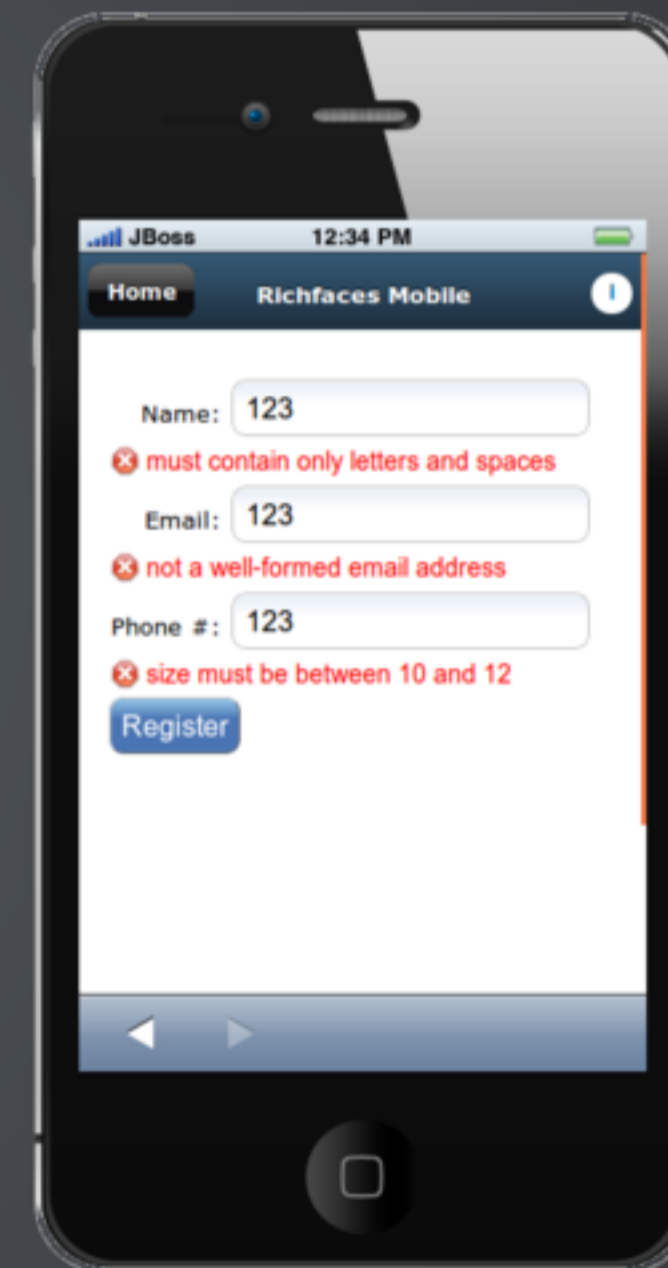 JBoss 12:34 PM
Home Richfaces Mobile
Name: 123
must contain only letters and spaces
Email: 123
not a well-formed email address
Phone #: 123
size must be between 10 and 12
Register